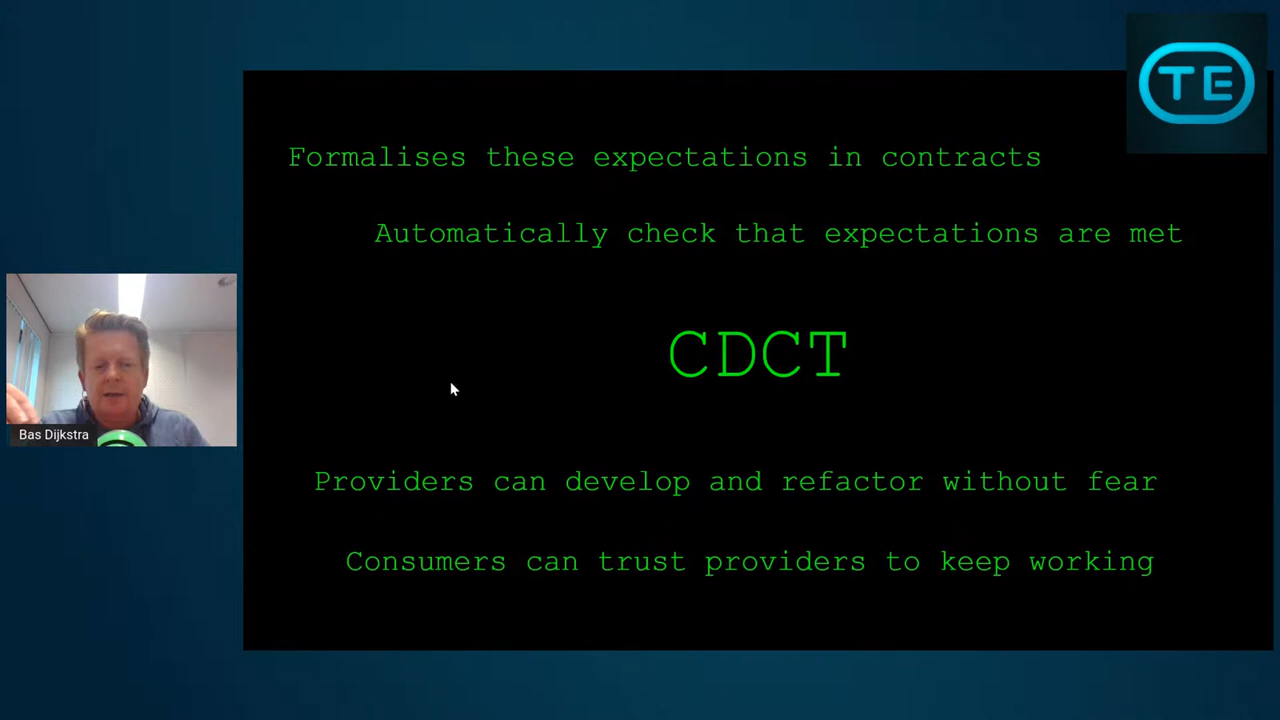 TE
Formalises these expectations in contracts
Automatically check that expectations are met
CDCT
Bas Dijkstra
Providers can develop and refactor without fear
Consumers can trust providers to keep working